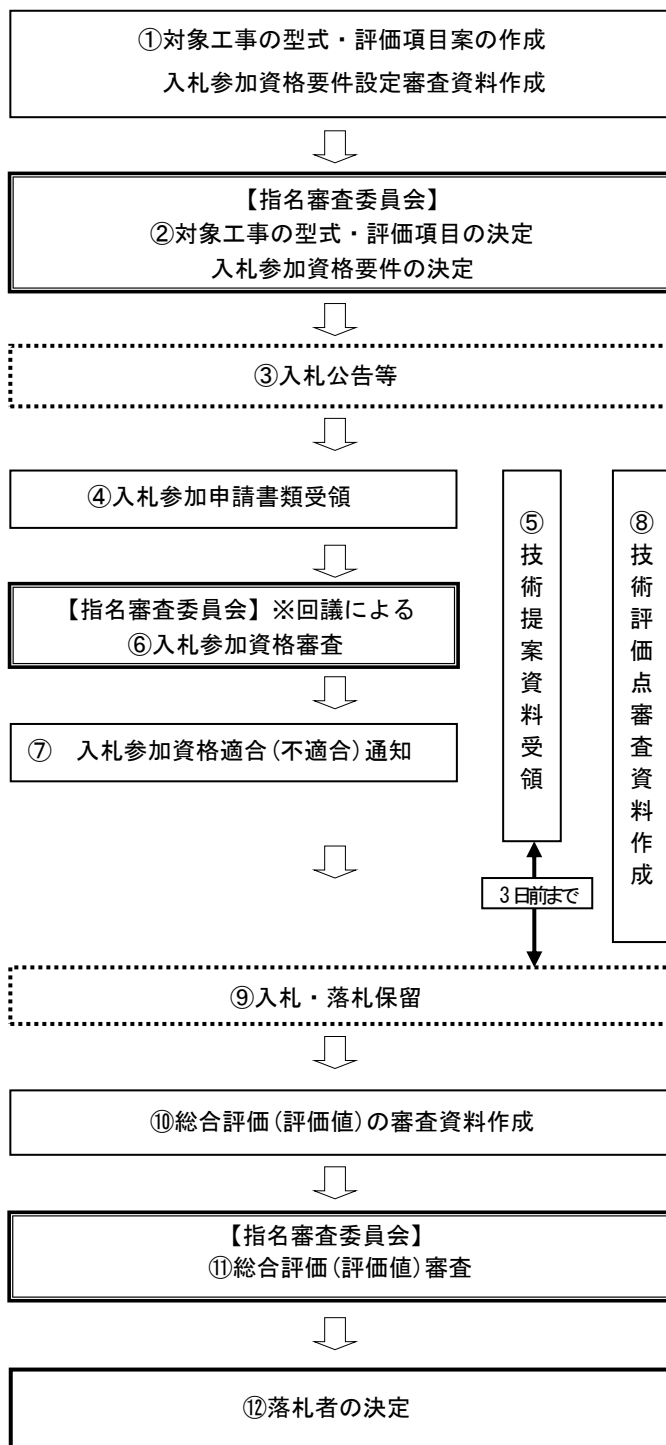 ①対象工事の型式・評価項目案の作成
入札参加資格要件設定審査資料作成
【指名審査委員会】
②対象工事の型式・評価項目の決定
入札参加資格要件の決定
③入札公告等
④入札参加申請書類受領
⑤技術提案資料受領
⑧技術評価点審査資料作成
【指名審査委員会】※回議による
⑥入札参加資格審査
⑦　入札参加資格適合(不適合)通知
3日前まで
⑨入札・落札保留
⑩総合評価(評価値)の審査資料作成
【指名審査委員会】
⑪総合評価(評価値)審査
⑫落札者の決定